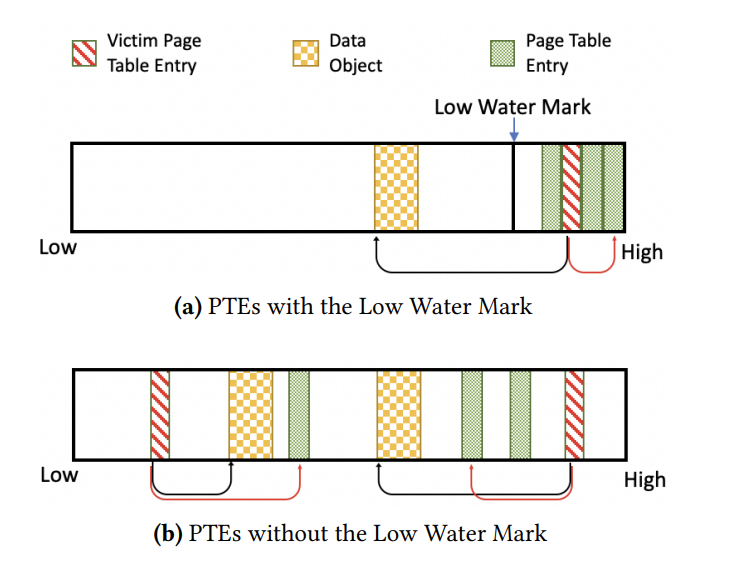 Victim Page
Table Entry
Data
Object
Page Table
Entry
Low Water Mark
Low
High
(a) PTEs with the Low Water Mark
Low
High
(b) PTEs without the Low Water Mark